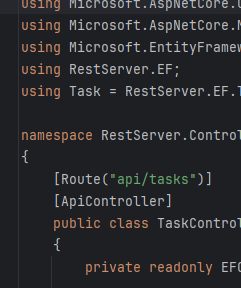 using Microsoft.AspNetCore.
using Microsoft.AspNetCore.
using Microsoft.EntityFramew
using RestServer.EF;
using Task = RestServer.EF.
namespace RestServer.Control
{
[Route("api/tasks")]
[ApiController]
public class TaskControl
{
private readonly EFC